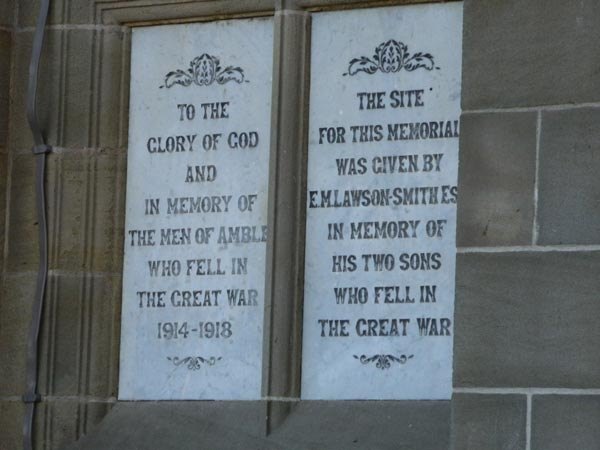 TO THE
GLORY OF GOD
AND
IN MEMORY OF
THE MEN OF AMBLE
WHO FELL IN
THE GREAT WAR
1914-1918
THE SITE
FOR THIS MEMORIAL
WAS GIVEN BY
E.M.LAWSON-SMITH ES
IN MEMORY OF
HIS TWO SONS
WHO FELL IN
THE GREAT WAR